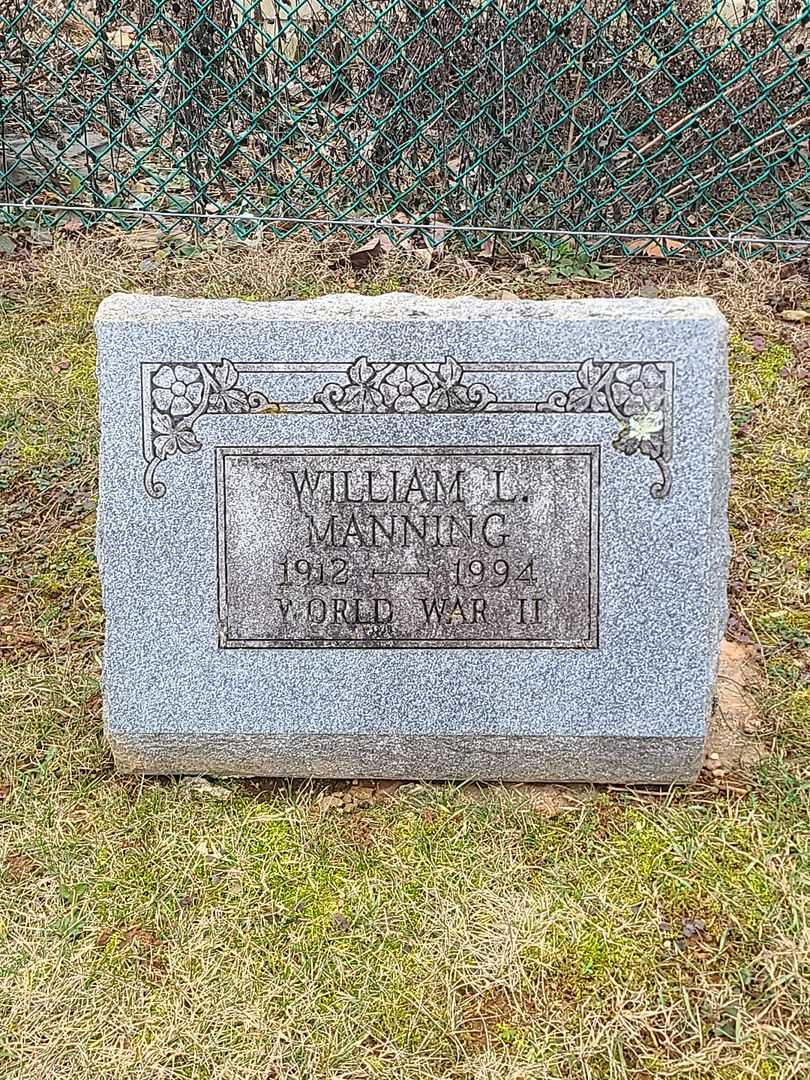 WILLIAM L.
MANNING
1912 — 1994
WORLD WAR II